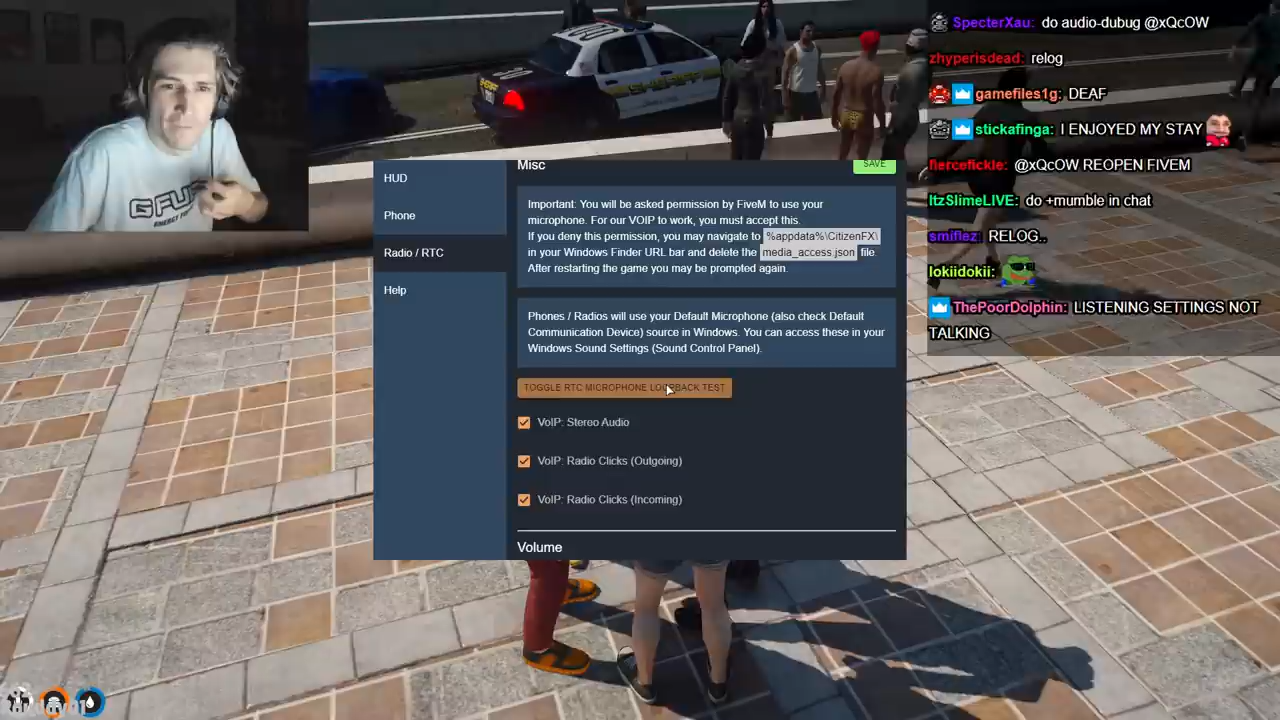 HUD
Phone
Radio / RTC
Help
Misc
SAVE
Important: You will be asked permission by FiveM to use your
microphone. For our VOIP to work, you must accept this.
If you deny this permission, you may navigate to %appdata%\CitizenFX\
in your Windows Finder URL bar and delete the media_access.json file.
After restarting the game you may be prompted again.
Phones / Radios will use your Default Microphone (also check Default
Communication Device) source in Windows. You can access these in your
Windows Sound Settings (Sound Control Panel).
TOGGLE RTC MICROPHONE LOOPBACK TEST
VoIP: Stereo Audio
VoIP: Radio Clicks (Outgoing)
VoIP: Radio Clicks (Incoming)
Volume
SpecterXau: do audio-dubug @xQcOW
zhyperisdead: relog
gamefiles1g: DEAF
stickafinga: I ENJOYED MY STAY
fiercefickle: @xQcOW REOPEN FIVEM
ItzSlimeLIVE: do +mumble in chat
smiflez: RELOG..
lokiidokii:
ThePoorDolphin: LISTENING SETTINGS NOT
TALKING
SHERIFF